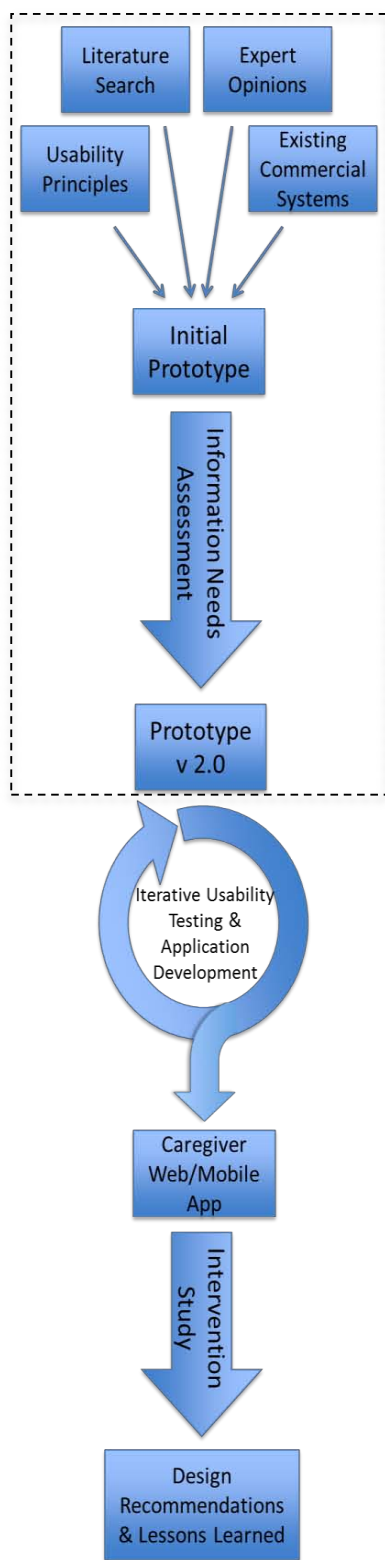 Literature
Search
Expert
Opinions
Usability
Principles
Existing
Commercial
Systems
Initial
Prototype
Information Needs
Assessment
Prototype
v 2.0
Iterative Usability
Testing &
Application
Development
Caregiver
Web/Mobile
App
Intervention
Study
Design
Recommendations
& Lessons Learned